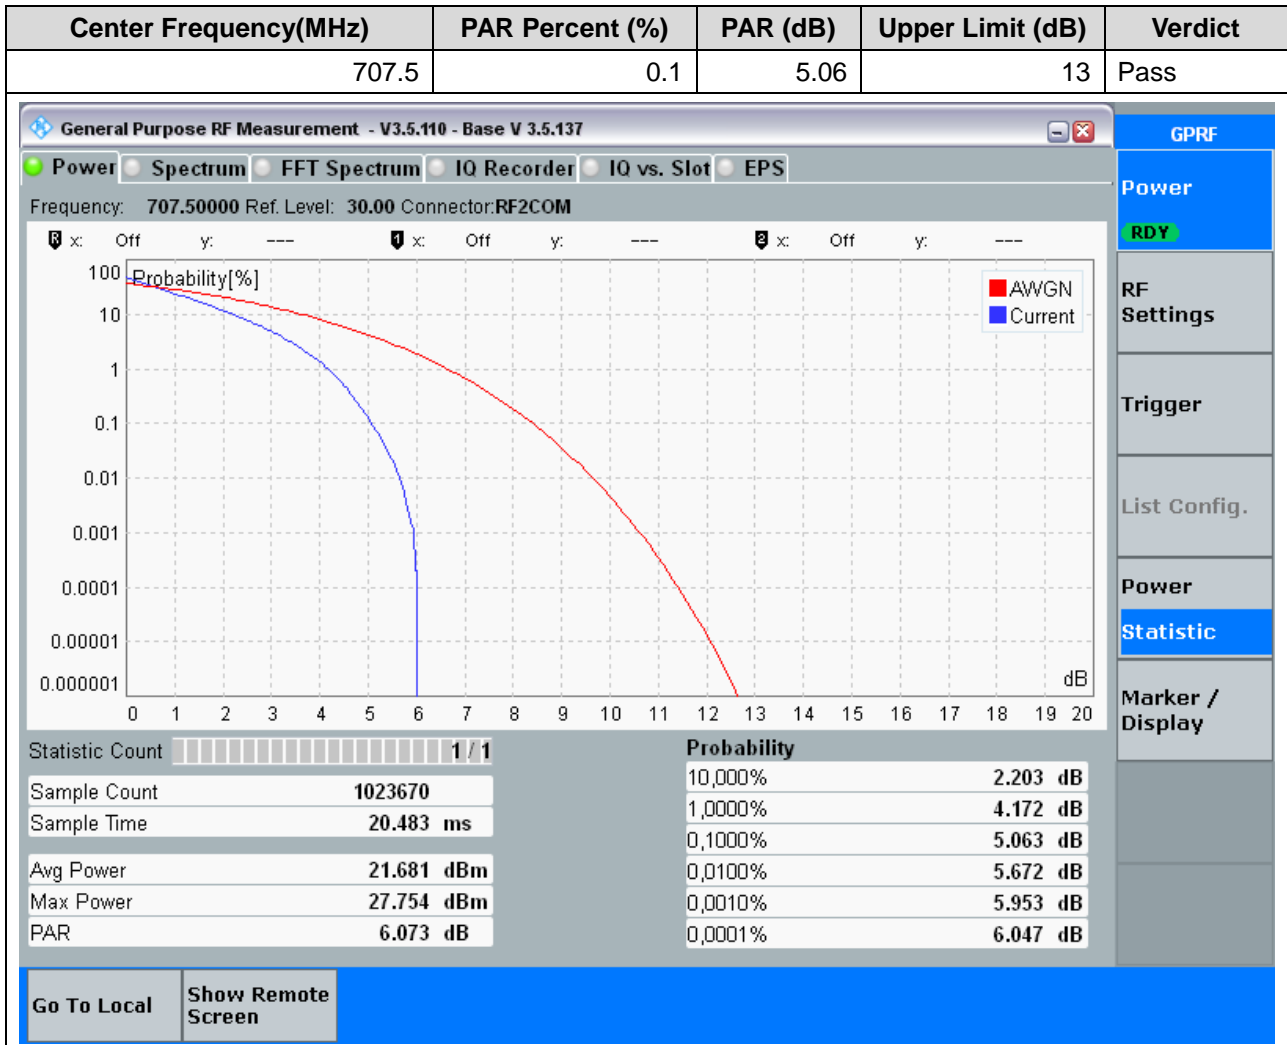 Center Frequency(MHz) PAR Percent (%) PAR (dB) Upper Limit (dB) Verdict
707.5 0.1 5.06 13 Pass
General Purpose RF Measurement - V3.5.110 - Base V 3.5.137
GPRF
Power Spectrum FFT Spectrum IQ Recorder IQ vs. Slot EPS
Frequency: 707.50000 Ref. Level: 30.00 Connector:RF2COM
R x: Off y: --- 1 x: Off y: --- 2 x: Off y: ---
Probability[%]
AWGN
Current
100
10
1
0.1
0.01
0.001
0.0001
0.00001
0.000001
dB
0 1 2 3 4 5 6 7 8 9 10 11 12 13 14 15 16 17 18 19 20
Statistic Count 1 / 1
Sample Count 1023670
Sample Time 20.483 ms
Avg Power 21.681 dBm
Max Power 27.754 dBm
PAR 6.073 dB
Probability
10,000% 2.203 dB
1,0000% 4.172 dB
0,1000% 5.063 dB
0,0100% 5.672 dB
0,0010% 5.953 dB
0,0001% 6.047 dB
Power
RDY
RF
Settings
Trigger
List Config.
Power
Statistic
Marker /
Display
Go To Local
Show Remote
Screen